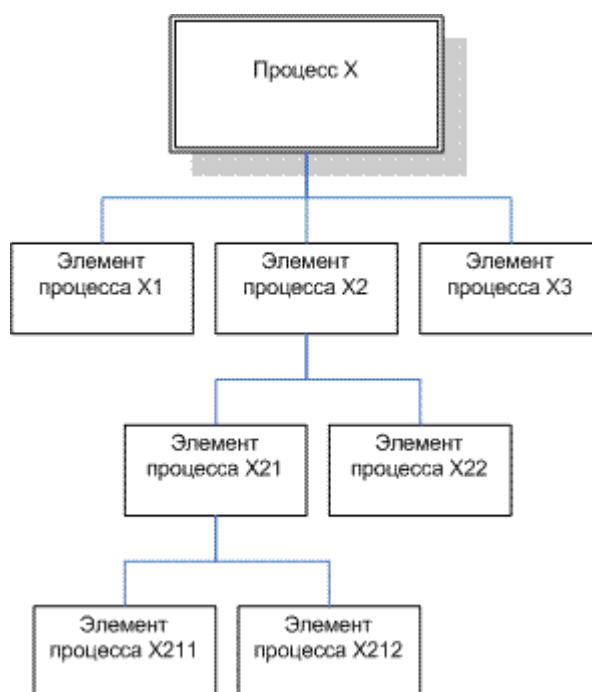 Процесс X
Элемент
процесса X1
Элемент
процесса X2
Элемент
процесса X3
Элемент
процесса X21
Элемент
процесса X22
Элемент
процесса X211
Элемент
процесса X212